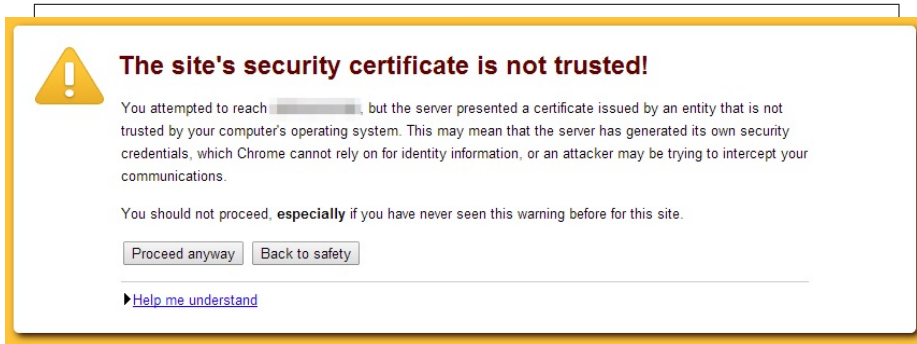 The site's security certificate is not trusted!
You attempted to reach , but the server presented a certificate issued by an entity that is not
trusted by your computer's operating system. This may mean that the server has generated its own security
credentials, which Chrome cannot rely on for identity information, or an attacker may be trying to intercept your
communications.
You should not proceed, especially if you have never seen this warning before for this site.
Proceed anyway Back to safety
Help me understand